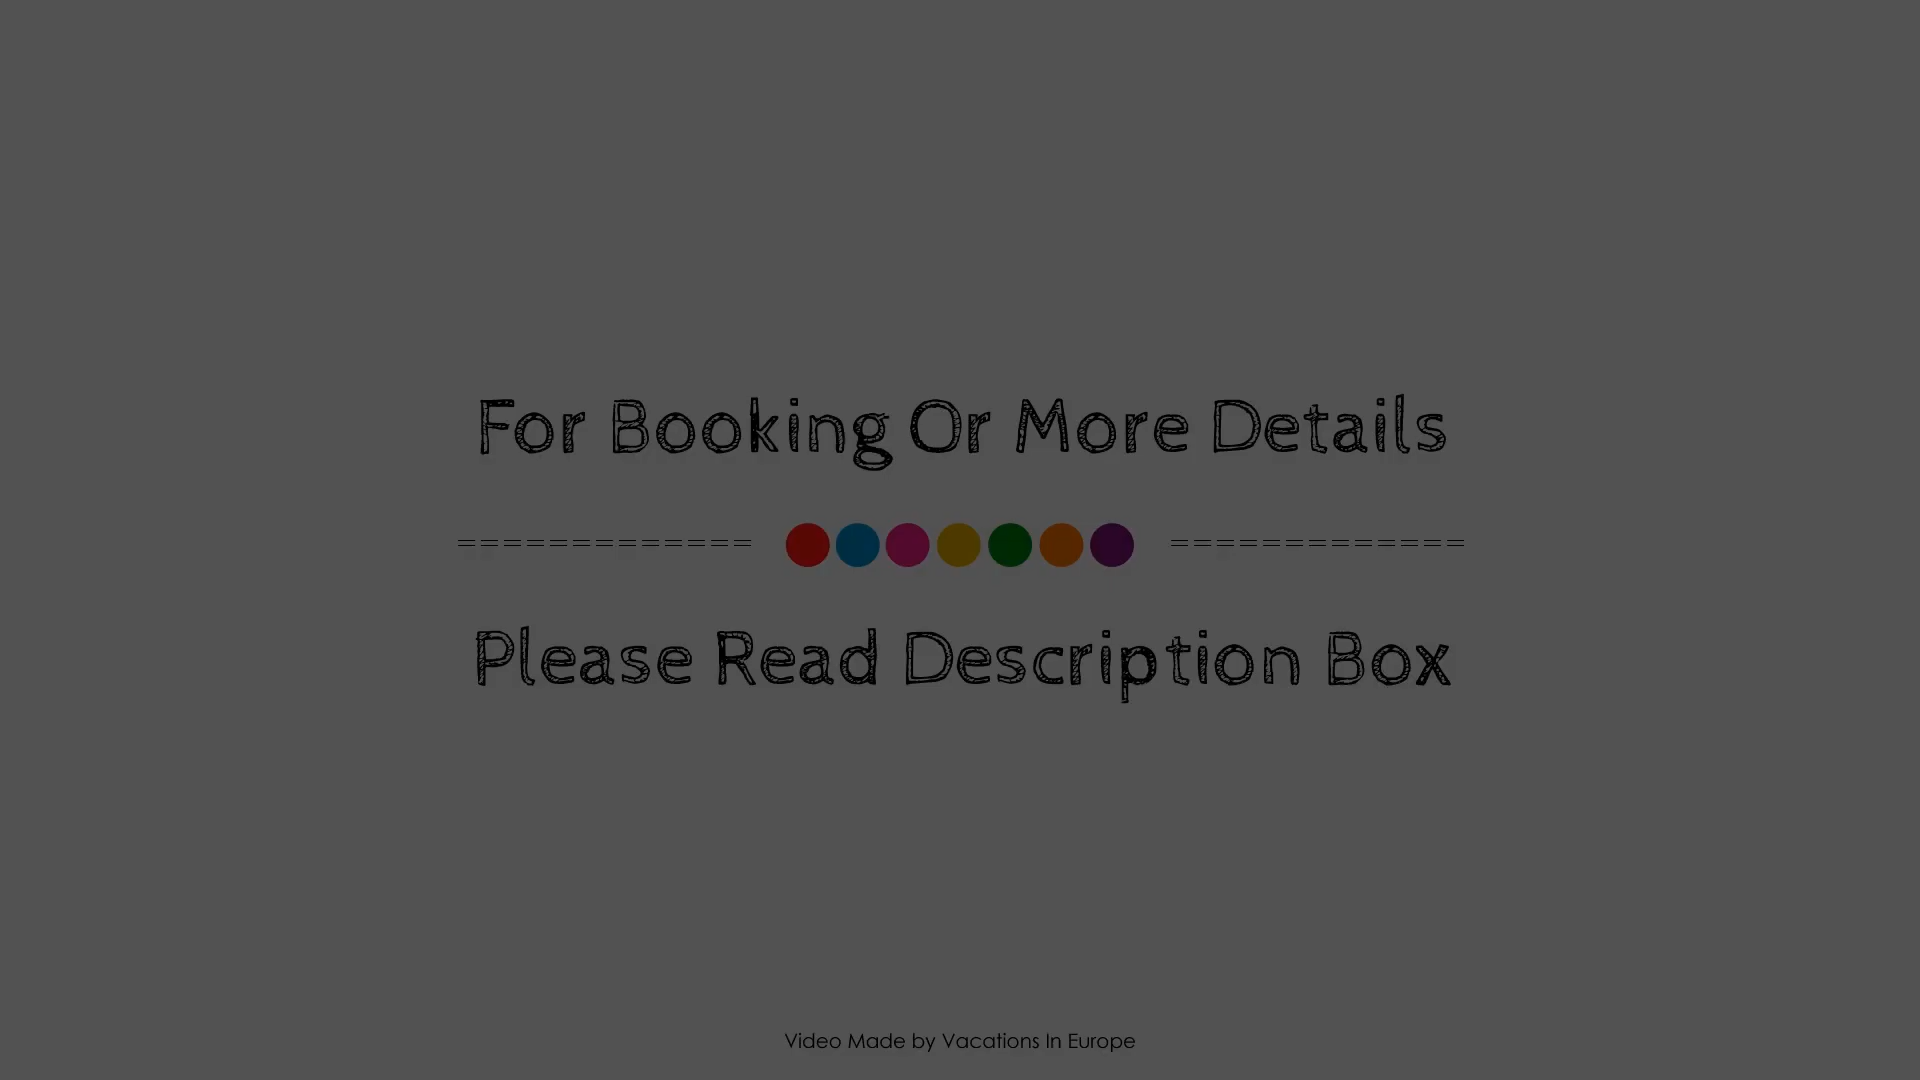 For Booking Or More Details
============= =============
Please Read Description Box
Video Made by Vacations In Europe